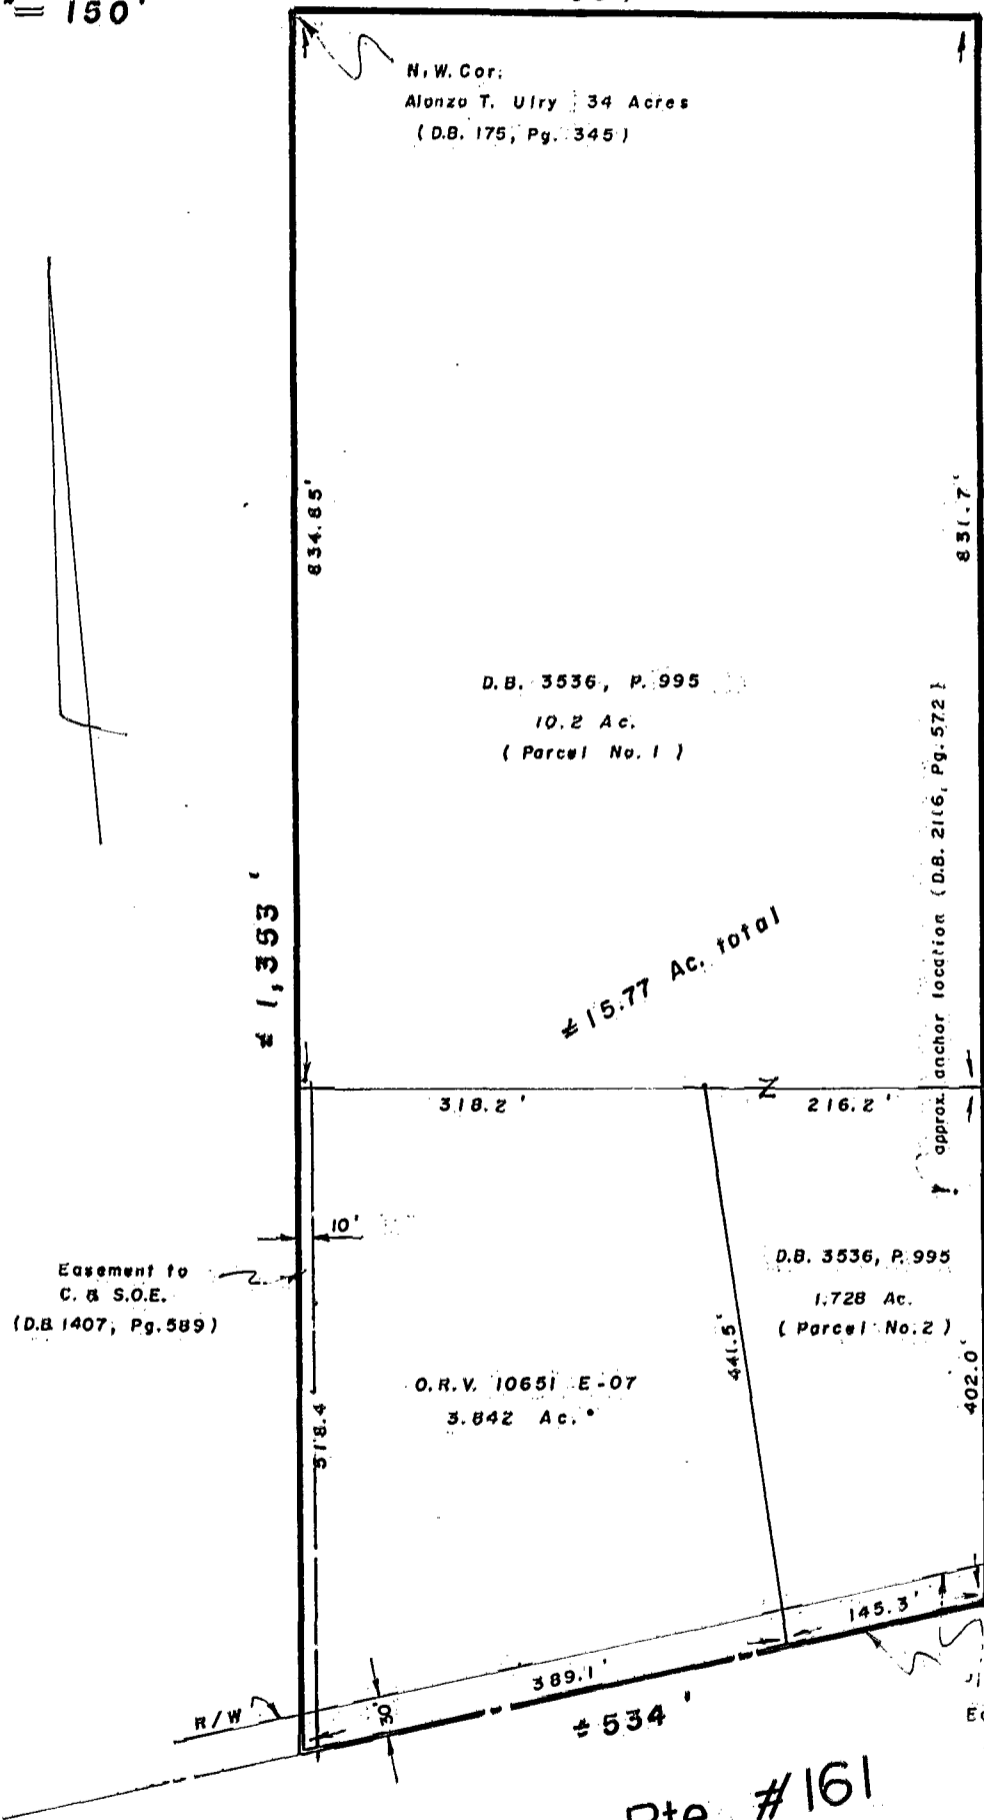 = 150'
N. W. Cor.
Alonzo T. Ulry 34 Acres
( D.B. 175, Pg. 345 )
834.85'
831.7'
D. B. 3536, P. 995
10.2 Ac.
( Parcel No. 1 )
approx. anchor location ( D.B. 2116, Pg. 572 )
± 1,353 '
± 15.77 Ac. total
318.2 '
216.2 '
10'
Easement to
C. & S.O.E.
(D.B. 1407, Pg. 589 )
D.B. 3536, P. 995
1.728 Ac.
( Parcel No. 2 )
441.5'
402.0'
O. R. V. 10651 E-07
3.842 Ac.
518.4'
145.3'
389.1'
R / W
30'
± 534 '
Rte. #161